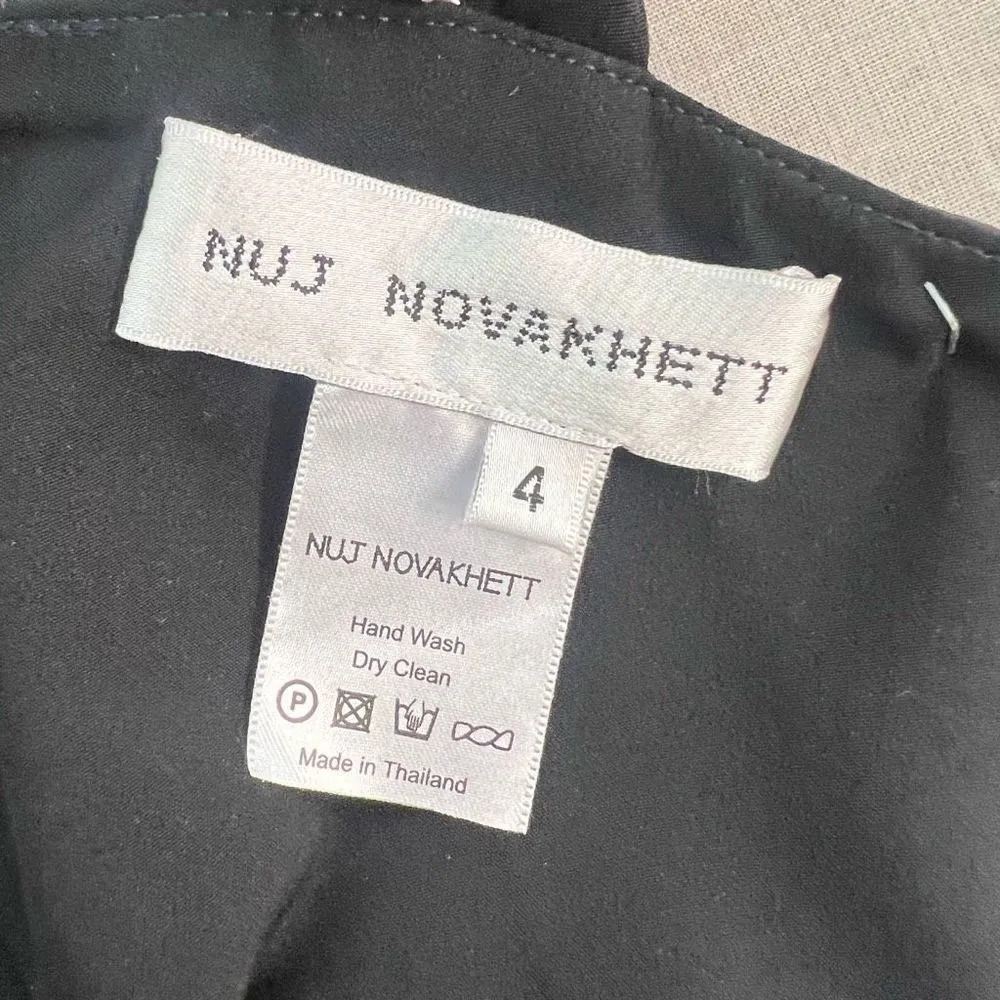 NUJ NOVAKHETT
4
NUJ NOVAKHETT
Hand Wash
Dry Clean
P
Made in Thailand